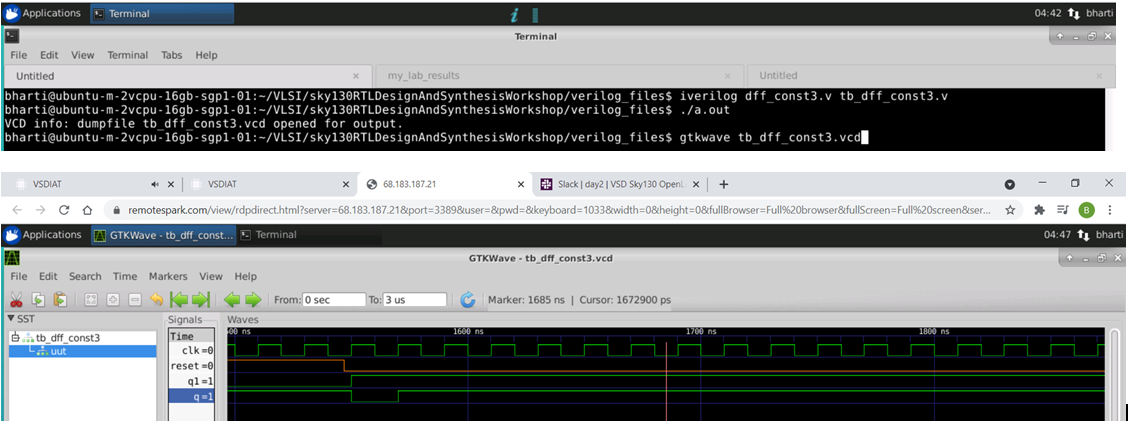 Applications Terminal 04:42 bharti
Terminal
File Edit View Terminal Tabs Help
Untitled × my_lab_results × Untitled ×
bharti@ubuntu-m-2vcpu-16gb-sgp1-01:~/VLSI/sky130RTLDesignAndSynthesisWorkshop/verilog_files$ iverilog dff_const3.v tb_dff_const3.v
bharti@ubuntu-m-2vcpu-16gb-sgp1-01:~/VLSI/sky130RTLDesignAndSynthesisWorkshop/verilog_files$ ./a.out
VCD info: dumpfile tb_dff_const3.vcd opened for output.
bharti@ubuntu-m-2vcpu-16gb-sgp1-01:~/VLSI/sky130RTLDesignAndSynthesisWorkshop/verilog_files$ gtkwave tb_dff_const3.vcd
VSDIAT × VSDIAT × 68.183.187.21 × Slack | day2 | VSD Sky130 OpenL × +
remotespark.com/view/rdpdirect.html?server=68.183.187.21&port=3389&user=&pwd=&keyboard=1033&width=0&height=0&fullBrowser=Full%20browser&fullScreen=Full%20screen&ser... B
Applications GTKWave - tb_dff_const... Terminal 04:47 bharti
GTKWave - tb_dff_const3.vcd
File Edit Search Time Markers View Help
From: 0 sec To: 3 us Marker: 1685 ns | Cursor: 1672900 ps
SST Signals Waves
Time 00 ns 1600 ns 1700 ns 1800 ns
tb_dff_const3 clk=0
uut reset=0
q1=1
q=1